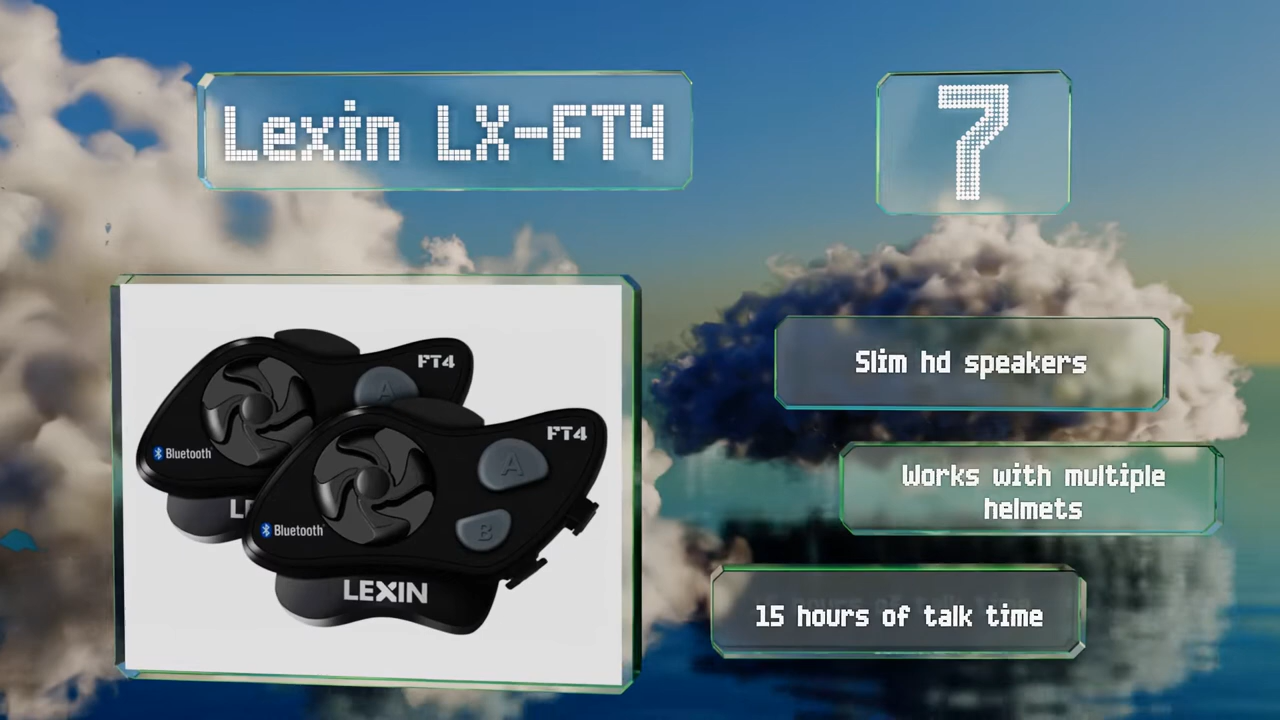 Lexin LX-FT4
7
FT4
A
Bluetooth
FT4
A
B
Bluetooth
LEXIN
Slim hd speakers
Works with multiple
helmets
15 hours of talk time